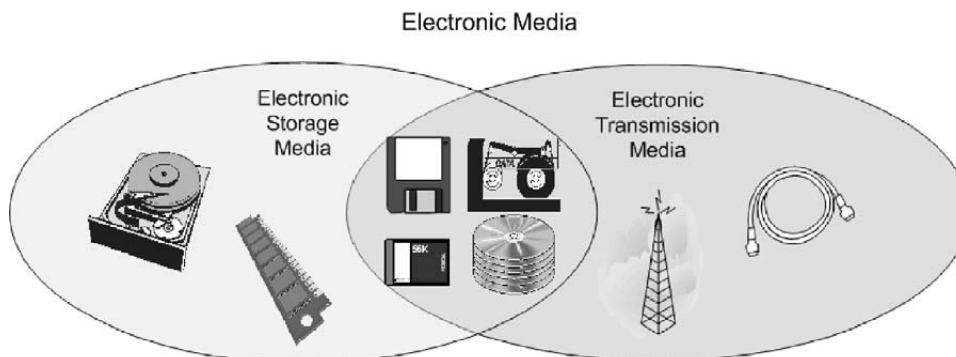 Electronic Media
Electronic
Storage
Media
Electronic
Transmission
Media
DATA
56K